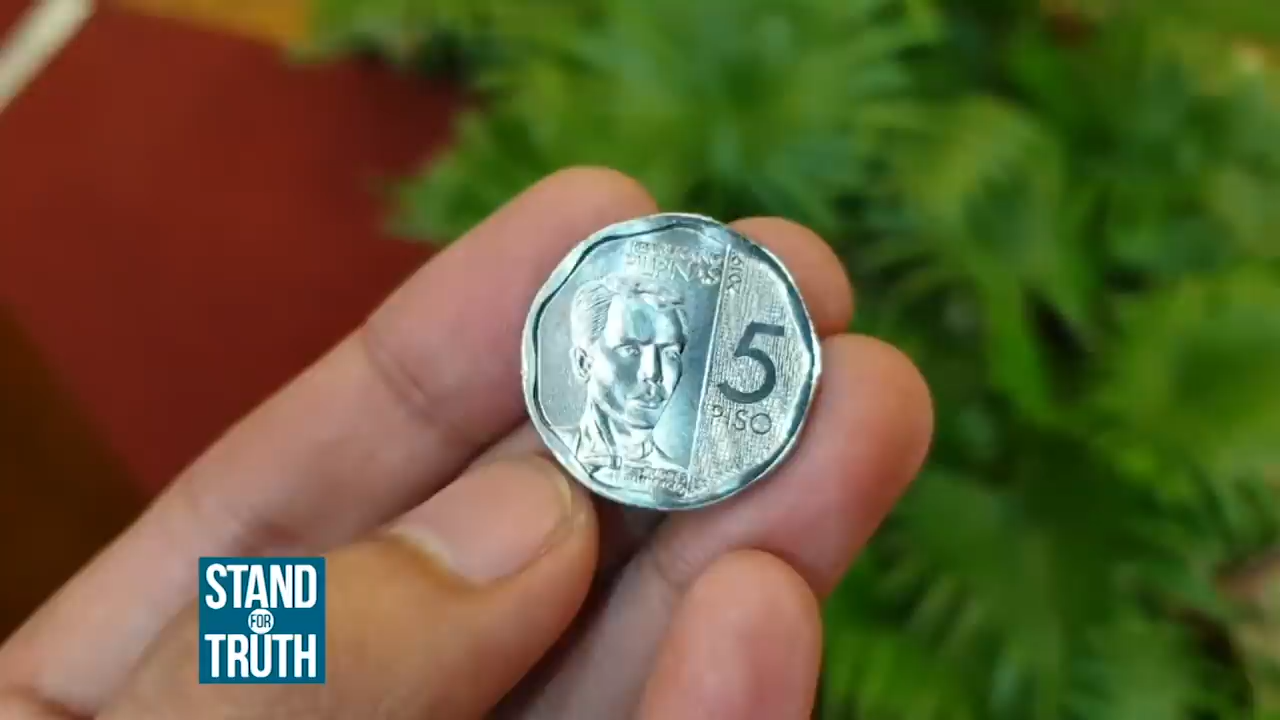 REPUBLIKA NG
PILIPINAS
2019
5
PISO
STAND
FOR
TRUTH